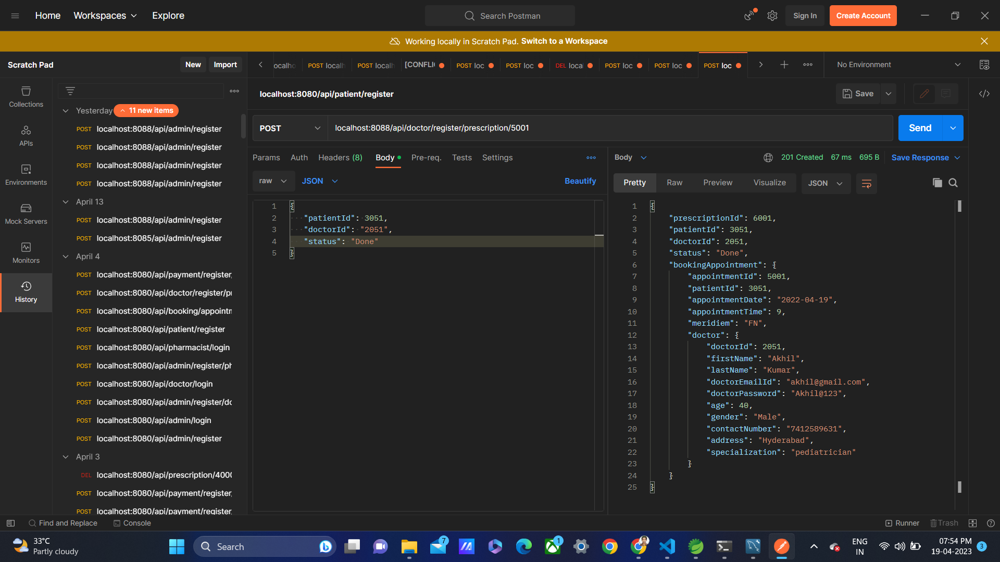 Home Workspaces Explore Search Postman Sign In Create Account
Working locally in Scratch Pad. Switch to a Workspace
Scratch Pad New Import ocalho POST localh POST localh [CONFLI POST loc POST loc DEL local POST loc POST loc POST loc No Environment
Collections
APIs
Environments
Mock Servers
Monitors
History
Yesterday 11 new items
POST localhost:8088/api/admin/register
POST localhost:8088/api/admin/register
POST localhost:8088/api/admin/register
POST localhost:8088/api/admin/register
April 13
POST localhost:8088/api/admin/register
POST localhost:8085/api/admin/register
April 4
POST localhost:8080/api/payment/register,
POST localhost:8080/api/doctor/register/pr
POST localhost:8080/api/booking/appointn
POST localhost:8080/api/patient/register
POST localhost:8080/api/pharmacist/login
POST localhost:8080/api/admin/register/ph
POST localhost:8080/api/doctor/login
POST localhost:8080/api/admin/register/do
POST localhost:8080/api/admin/login
POST localhost:8080/api/admin/register
April 3
DEL localhost:8080/api/prescription/400(
POST localhost:8080/api/payment/register,
POST localhost:8080/api/payment/register,
localhost:8080/api/patient/register Save
POST localhost:8088/api/doctor/register/prescription/5001 Send
Params Auth Headers (8) Body Pre-req. Tests Settings
raw JSON Beautify
1 {
2 "patientId": 3051,
3 "doctorId": "2051",
4 "status": "Done"
5 }
Body 201 Created 67 ms 695 B Save Response
Pretty Raw Preview Visualize JSON
1 {
2 "prescriptionId": 6001,
3 "patientId": 3051,
4 "doctorId": 2051,
5 "status": "Done",
6 "bookingAppointment": {
7 "appointmentId": 5001,
8 "patientId": 3051,
9 "appointmentDate": "2022-04-19",
10 "appointmentTime": 9,
11 "meridiem": "FN",
12 "doctor": {
13 "doctorId": 2051,
14 "firstName": "Akhil",
15 "lastName": "Kumar",
16 "doctorEmailId": "akhil@gmail.com",
17 "doctorPassword": "Akhil@123",
18 "age": 40,
19 "gender": "Male",
20 "contactNumber": "7412589631",
21 "address": "Hyderabad",
22 "specialization": "pediatrician"
23 }
24 }
25 }
Find and Replace Console Runner Trash
33°C
Partly cloudy
Search
7
1
ENG
IN
07:54 PM
19-04-2023
3